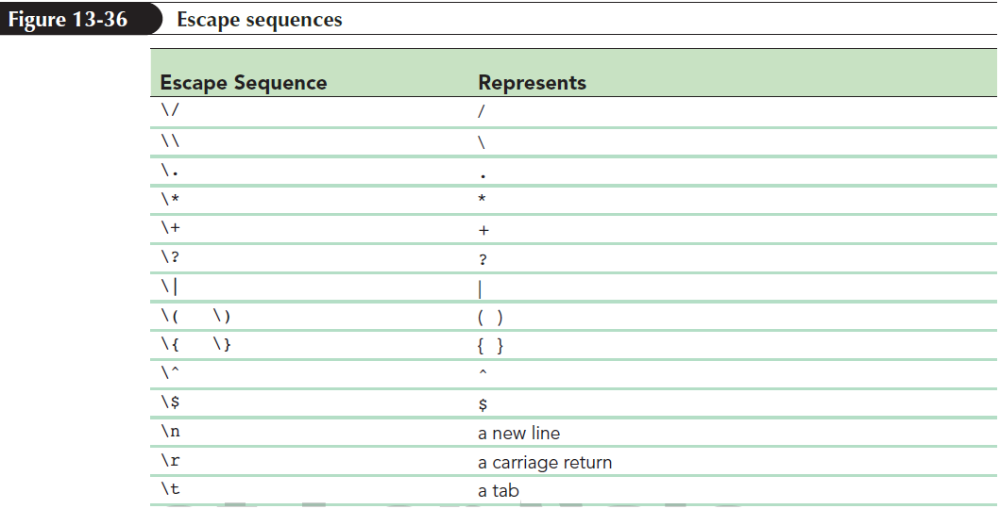 Figure 13-36 Escape sequences
Escape Sequence Represents
\/ /
\\ \
\. .
\* *
\+ +
\? ?
\| |
\( \) ( )
\{ \} { }
\^ ^
\$ $
\n a new line
\r a carriage return
\t a tab